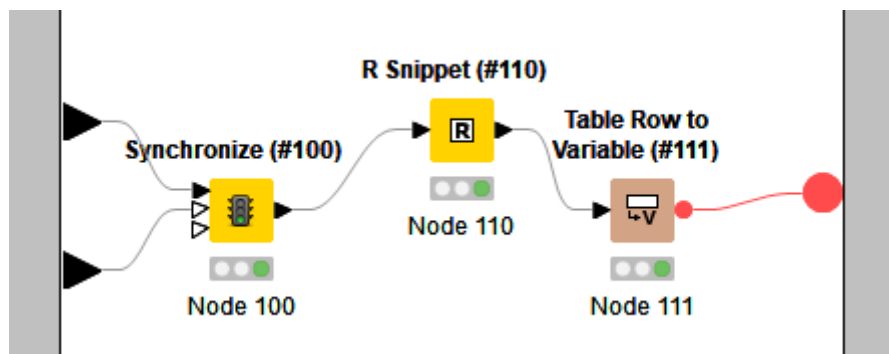 R Snippet (#110)
Table Row to
Variable (#111)
Synchronize (#100)
R
V
Node 110
Node 100
Node 111